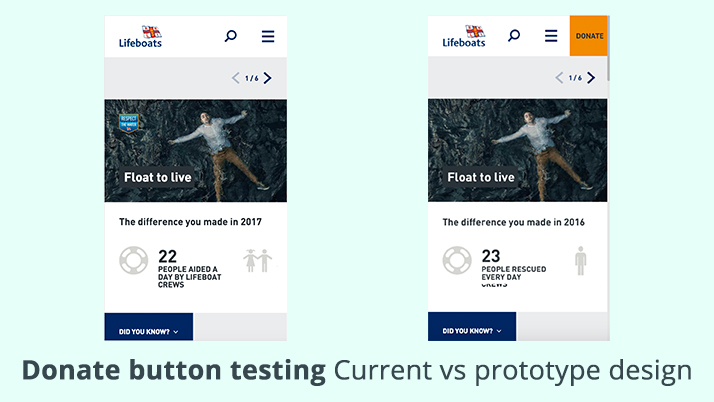 Lifeboats
1 / 6
RESPECT
THE WATER
Float to live
The difference you made in 2017
22
PEOPLE AIDED A
DAY BY LIFEBOAT
CREWS
DID YOU KNOW?
Lifeboats
DONATE
1 / 6
Float to live
The difference you made in 2016
23
PEOPLE RESCUED
EVERY DAY
CREWS
DID YOU KNOW?
Donate button testing Current vs prototype design